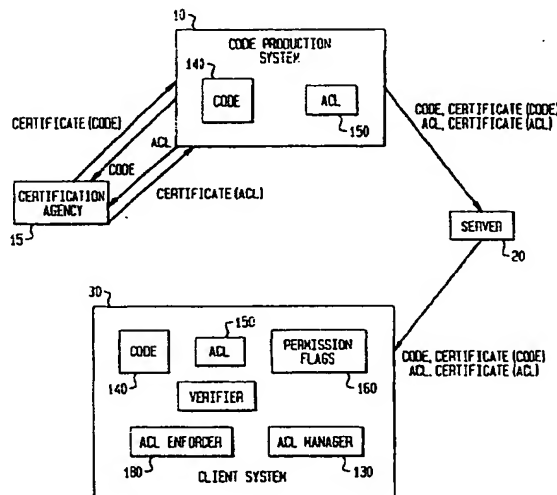 10
CODE PRODUCTION
SYSTEM
140
CODE
ACL
150
CERTIFICATE (CODE)
CODE
ACL
CERTIFICATE (ACL)
CERTIFICATION
AGENCY
15
CODE, CERTIFICATE (CODE)
ACL, CERTIFICATE (ACL)
SERVER
20
30
CODE
140
150
ACL
PERMISSION
FLAGS
160
VERIFIER
ACL ENFORCER
180
ACL MANAGER
130
CLIENT SYSTEM
CODE, CERTIFICATE (CODE)
ACL, CERTIFICATE (ACL)